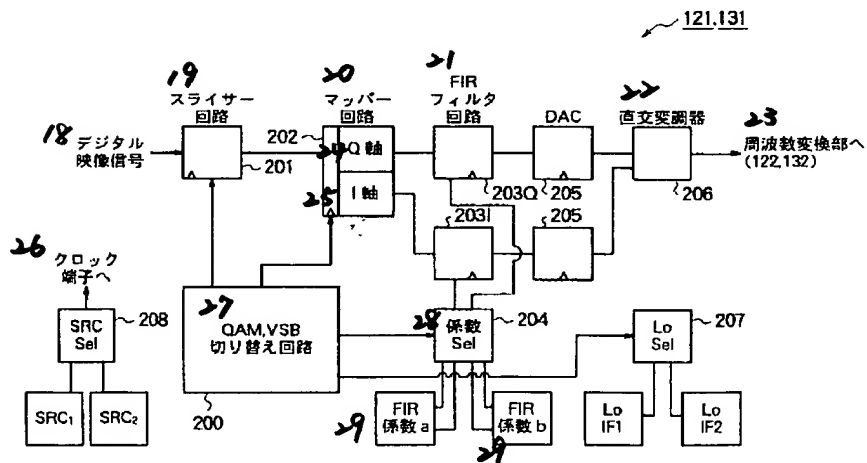 121,131
19
スライサー
回路
20
マッパー
回路
21
FIR
フィルタ
回路
DAC
22
直交変調器
23
周波数変換部へ
(122,132)
18
デジタル
映像信号
201
202
24
Q 軸
25
I 軸
203Q
205
206
203I
205
26
クロック
端子へ
SRC
Sel
208
SRC1
SRC2
27
QAM,VSB
切り替え回路
200
28
係数
Sel
204
29
FIR
係数 a
FIR
係数 b
29
Lo
Sel
207
Lo
IF1
Lo
IF2